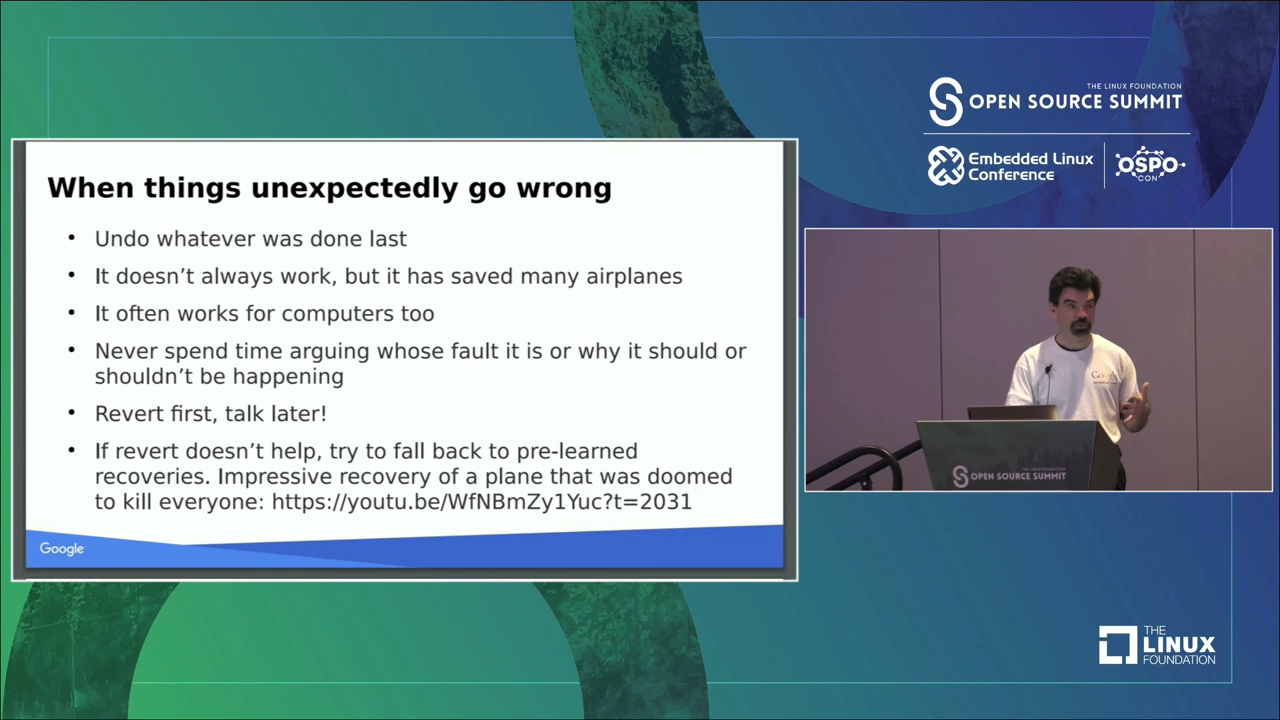 THE LINUX FOUNDATION
OPEN SOURCE SUMMIT
Embedded Linux
Conference
OSPO
CON
When things unexpectedly go wrong
• Undo whatever was done last
• It doesn’t always work, but it has saved many airplanes
• It often works for computers too
• Never spend time arguing whose fault it is or why it should or
shouldn’t be happening
• Revert first, talk later!
• If revert doesn’t help, try to fall back to pre-learned
recoveries. Impressive recovery of a plane that was doomed
to kill everyone: https://youtu.be/WfNBmZy1Yuc?t=2031
Google
Google
THE LINUX FOUNDATION
OPEN SOURCE SUMMIT
THE
LINUX
FOUNDATION